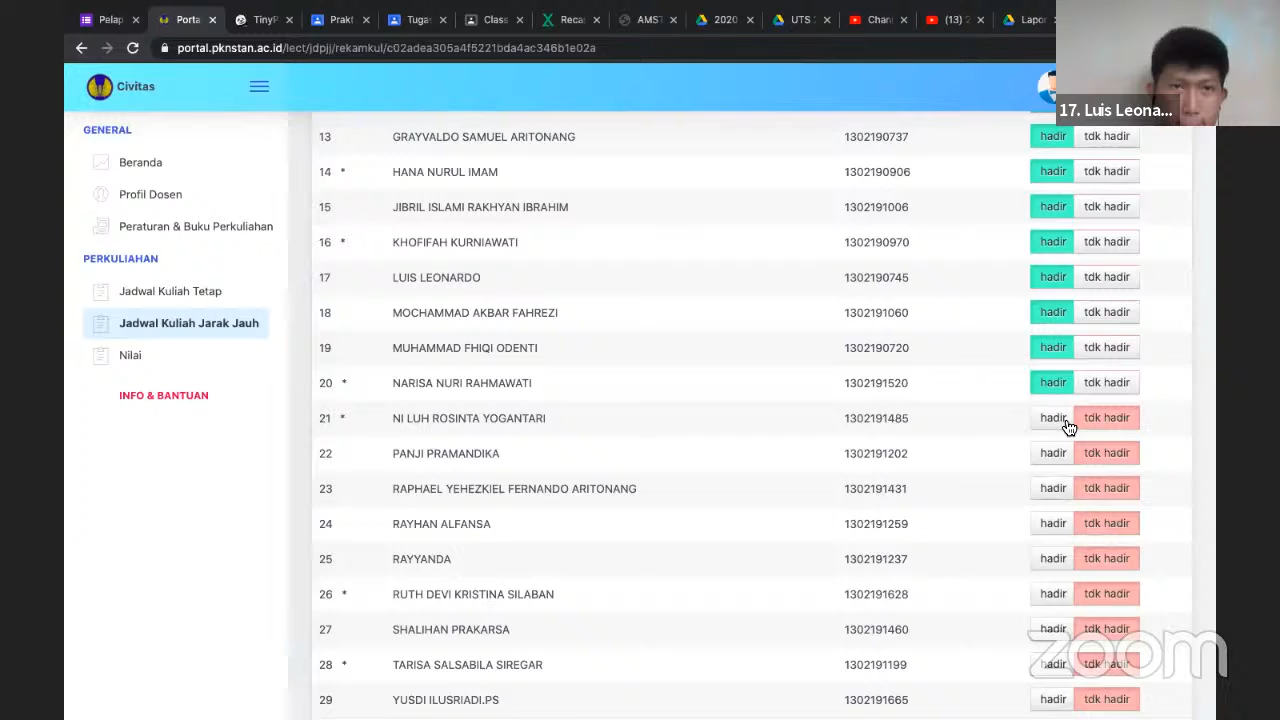 Pelap
Porta
TinyP
Prakt
Tugas
Class
Reca
AMST
2020
UTS
Chan
(13) 2
Lapor
portal.pknstan.ac.id/lect/jdpjj/rekamkul/c02adea305a4f5221bda4ac346b1e02a
Civitas
17. Luis Leona...
GENERAL
Beranda
Profil Dosen
Peraturan & Buku Perkuliahan
PERKULIAHAN
Jadwal Kuliah Tetap
Jadwal Kuliah Jarak Jauh
Nilai
INFO & BANTUAN
13 GRAYVALDO SAMUEL ARITONANG 1302190737 hadir tdk hadir
14 * HANA NURUL IMAM 1302190906 hadir tdk hadir
15 JIBRIL ISLAMI RAKHYAN IBRAHIM 1302191006 hadir tdk hadir
16 * KHOFIFAH KURNIAWATI 1302190970 hadir tdk hadir
17 LUIS LEONARDO 1302190745 hadir tdk hadir
18 MOCHAMMAD AKBAR FAHREZI 1302191060 hadir tdk hadir
19 MUHAMMAD FHIQI ODENTI 1302190720 hadir tdk hadir
20 * NARISA NURI RAHMAWATI 1302191520 hadir tdk hadir
21 * NI LUH ROSINTA YOGANTARI 1302191485 hadir tdk hadir
22 PANJI PRAMANDIKA 1302191202 hadir tdk hadir
23 RAPHAEL YEHEZKIEL FERNANDO ARITONANG 1302191431 hadir tdk hadir
24 RAYHAN ALFANSA 1302191259 hadir tdk hadir
25 RAYYANDA 1302191237 hadir tdk hadir
26 * RUTH DEVI KRISTINA SILABAN 1302191628 hadir tdk hadir
27 SHALIHAN PRAKARSA 1302191460 hadir tdk hadir
28 * TARISA SALSABILA SIREGAR 1302191199 hadir tdk hadir
29 YUSDI ILUSRIADI.PS 1302191665 hadir tdk hadir
zoom